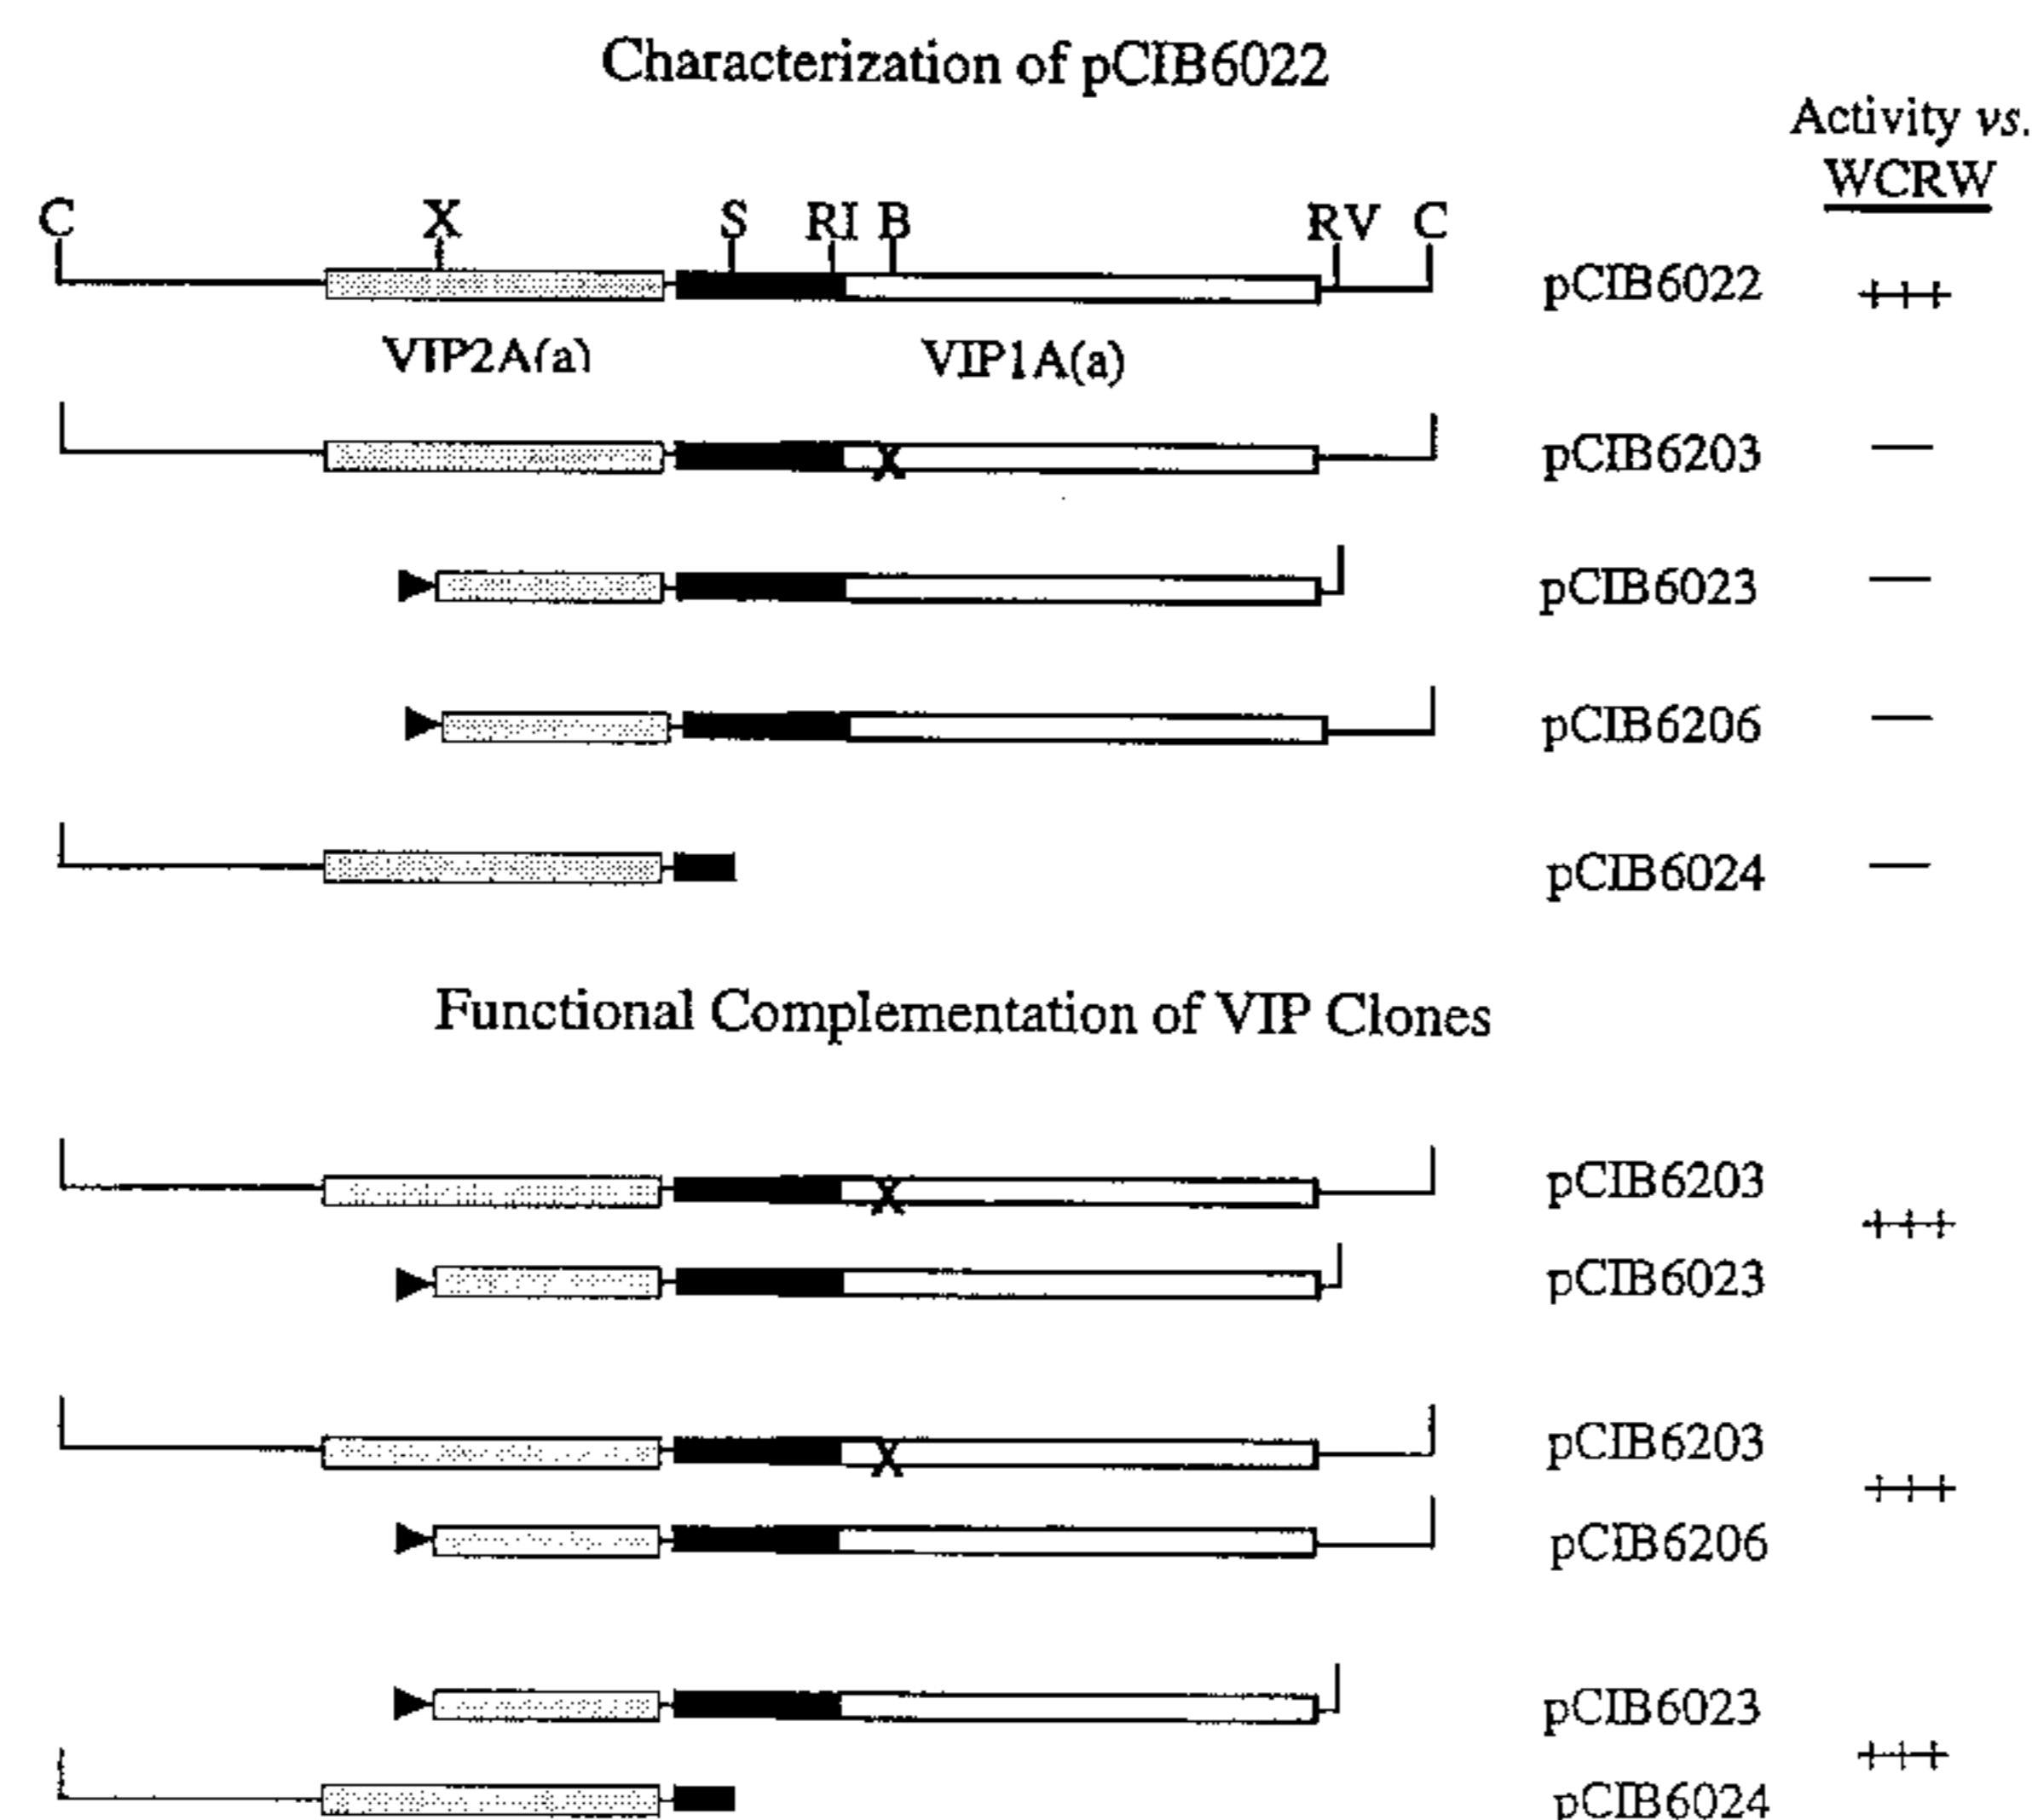 Characterization of pCIB6022
Activity vs.
WCRW
C X S RI B RV C
pCIB6022 +++
VIP2A(a) VIP1A(a)
X pCIB6203 —
pCIB6023 —
pCIB6206 —
pCIB6024 —
Functional Complementation of VIP Clones
X pCIB6203
+++
pCIB6023
X pCIB6203
+++
pCIB6206
pCIB6023
+++
pCIB6024